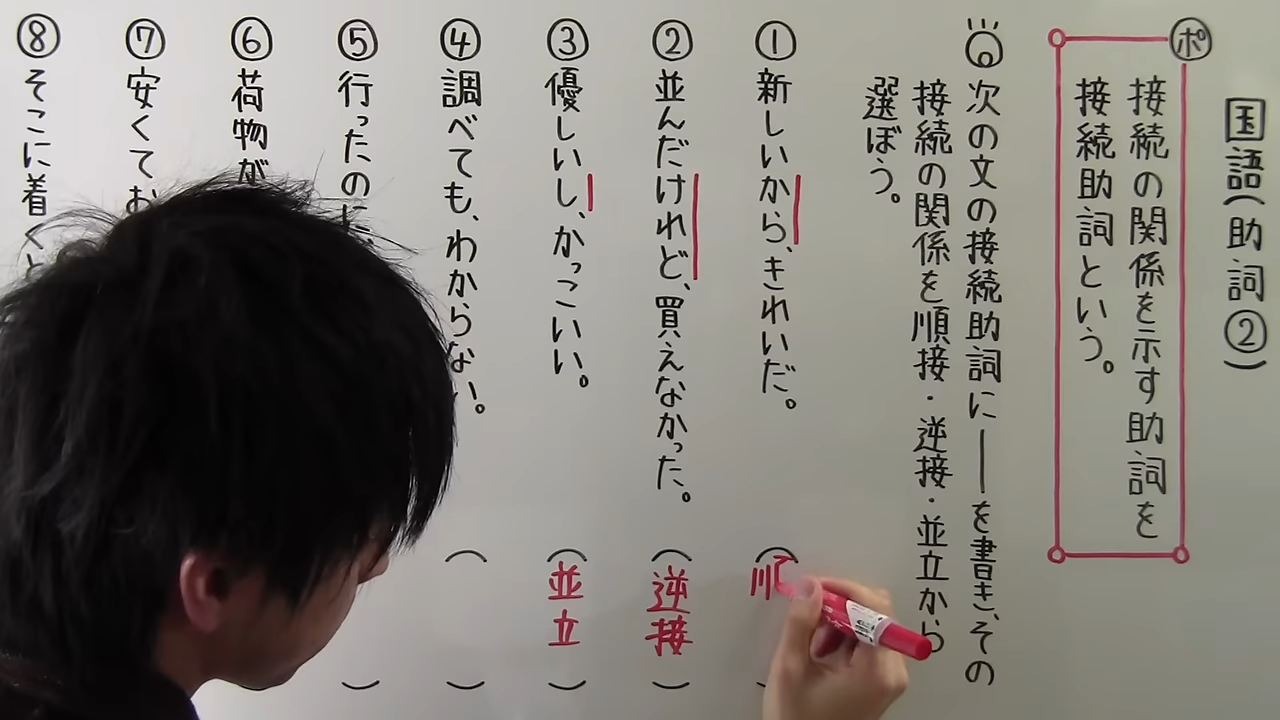 国語(助詞②)
ポ
接続の関係を示す助詞を
接続助詞という。
次の文の接続助詞に――を書き、その
接続の関係を順接・逆接・並立から
選ぼう。
①新しいから、きれいだ。(順
②並んだけれど、買えなかった。(逆接)
③優しいし、かっこいい。(並立)
④調べても、わからない。( )
⑤行ったのに、
⑥荷物が
⑦安くてお
⑧そこに着くと